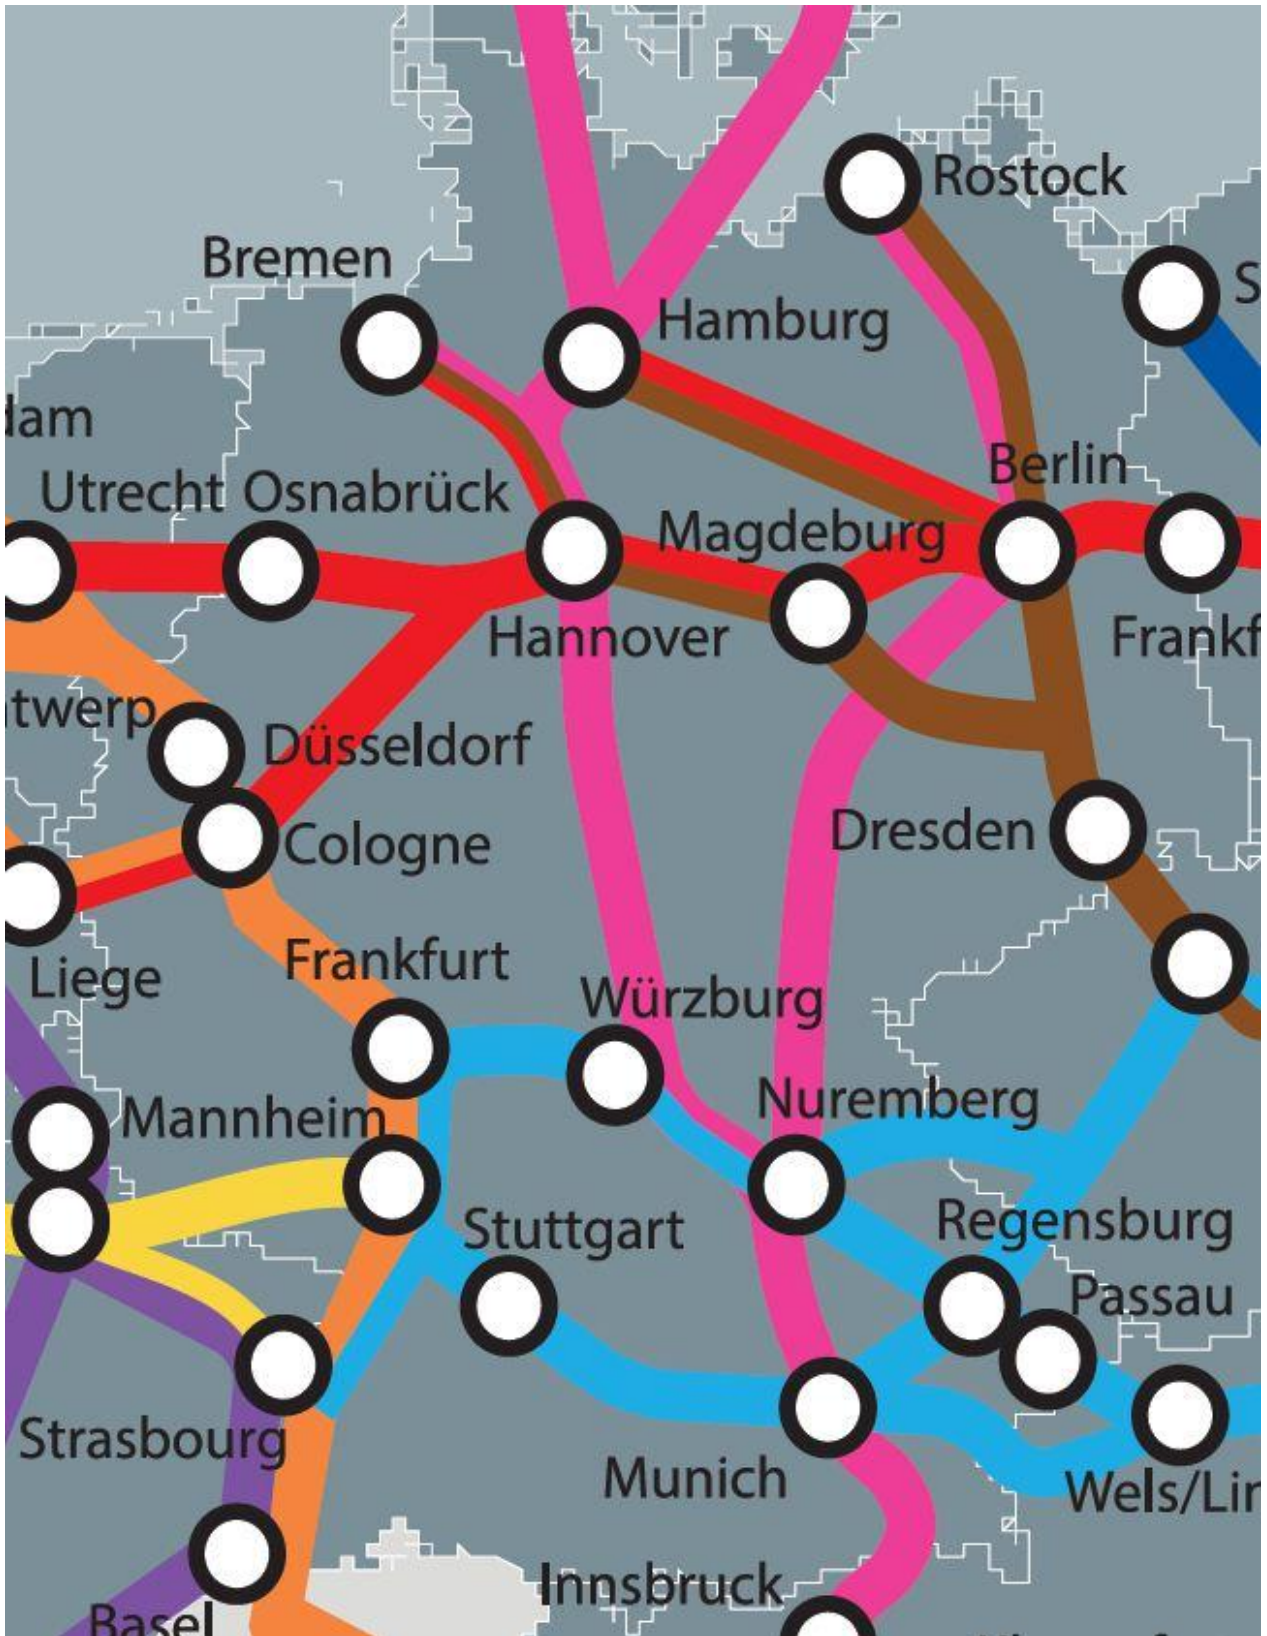 Rostock
Bremen
S
Hamburg
dam
Berlin
Utrecht
Osnabrück
Magdeburg
Hannover
Frankf
twerp
Düsseldorf
Dresden
Cologne
Frankfurt
Liege
Würzburg
Mannheim
Nuremberg
Stuttgart
Regensburg
Passau
Strasbourg
Munich
Wels/Lin
Innsbruck
Basel